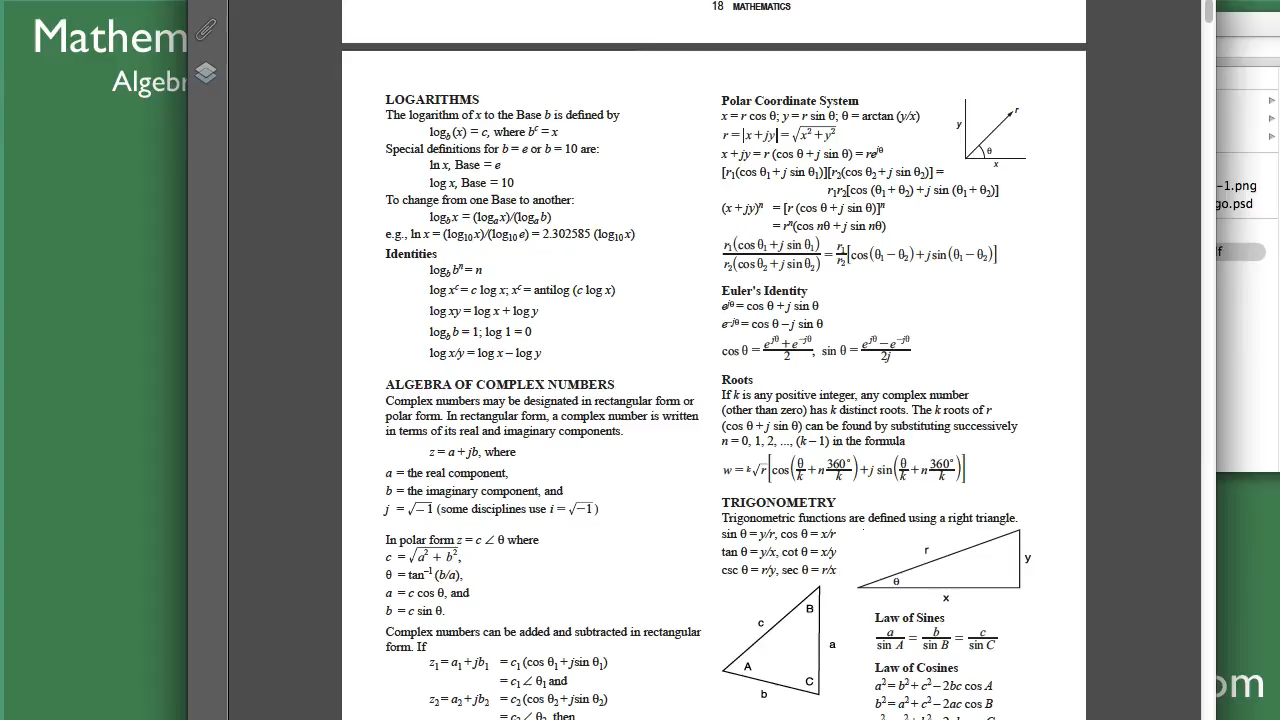 Mathem
Algebr
18 MATHEMATICS
LOGARITHMS
The logarithm of x to the Base b is defined by
log_b (x) = c, where b^c = x
Special definitions for b = e or b = 10 are:
ln x, Base = e
log x, Base = 10
To change from one Base to another:
log_b x = (log_a x)/(log_a b)
e.g., ln x = (log_10 x)/(log_10 e) = 2.302585 (log_10 x)
Identities
log_b b^n = n
log x^c = c log x; x^c = antilog (c log x)
log xy = log x + log y
log_b b = 1; log 1 = 0
log x/y = log x – log y
ALGEBRA OF COMPLEX NUMBERS
Complex numbers may be designated in rectangular form or
polar form. In rectangular form, a complex number is written
in terms of its real and imaginary components.
z = a + jb, where
a = the real component,
b = the imaginary component, and
j = √–1 (some disciplines use i = √–1 )
In polar form z = c ∠ θ where
c = √a² + b²,
θ = tan⁻¹ (b/a),
a = c cos θ, and
b = c sin θ.
Complex numbers can be added and subtracted in rectangular
form. If
z₁ = a₁ + jb₁ = c₁ (cos θ₁ + jsin θ₁)
= c₁ ∠ θ₁ and
z₂ = a₂ + jb₂ = c₂ (cos θ₂ + jsin θ₂)
= c₂ ∠ θ₂, then
Polar Coordinate System
x = r cos θ; y = r sin θ; θ = arctan (y/x)
r = |x + jy| = √x² + y²
x + jy = r (cos θ + j sin θ) = re^jθ
[r₁(cos θ₁ + j sin θ₁)][r₂(cos θ₂ + j sin θ₂)] =
r₁r₂[cos (θ₁ + θ₂) + j sin (θ₁ + θ₂)]
(x + jy)^n = [r (cos θ + j sin θ)]^n
= r^n(cos nθ + j sin nθ)
r₁(cos θ₁ + j sin θ₁)/r₂(cos θ₂ + j sin θ₂) = r₁/r₂[cos(θ₁ – θ₂) + jsin(θ₁ – θ₂)]
y
r
θ
x
Euler's Identity
e^jθ = cos θ + j sin θ
e^–jθ = cos θ – j sin θ
cos θ = e^jθ + e^–jθ/2, sin θ = e^jθ – e^–jθ/2j
Roots
If k is any positive integer, any complex number
(other than zero) has k distinct roots. The k roots of r
(cos θ + j sin θ) can be found by substituting successively
n = 0, 1, 2, ..., (k – 1) in the formula
w = ^k√r[cos(θ/k + n 360°/k) + j sin(θ/k + n 360°/k)]
TRIGONOMETRY
Trigonometric functions are defined using a right triangle.
sin θ = y/r, cos θ = x/r
tan θ = y/x, cot θ = x/y
csc θ = r/y, sec θ = r/x
r
y
θ
x
B
c
a
A
C
b
Law of Sines
a/sin A = b/sin B = c/sin C
Law of Cosines
a² = b² + c² – 2bc cos A
b² = a² + c² – 2ac cos B
-1.png
go.psd
f
om